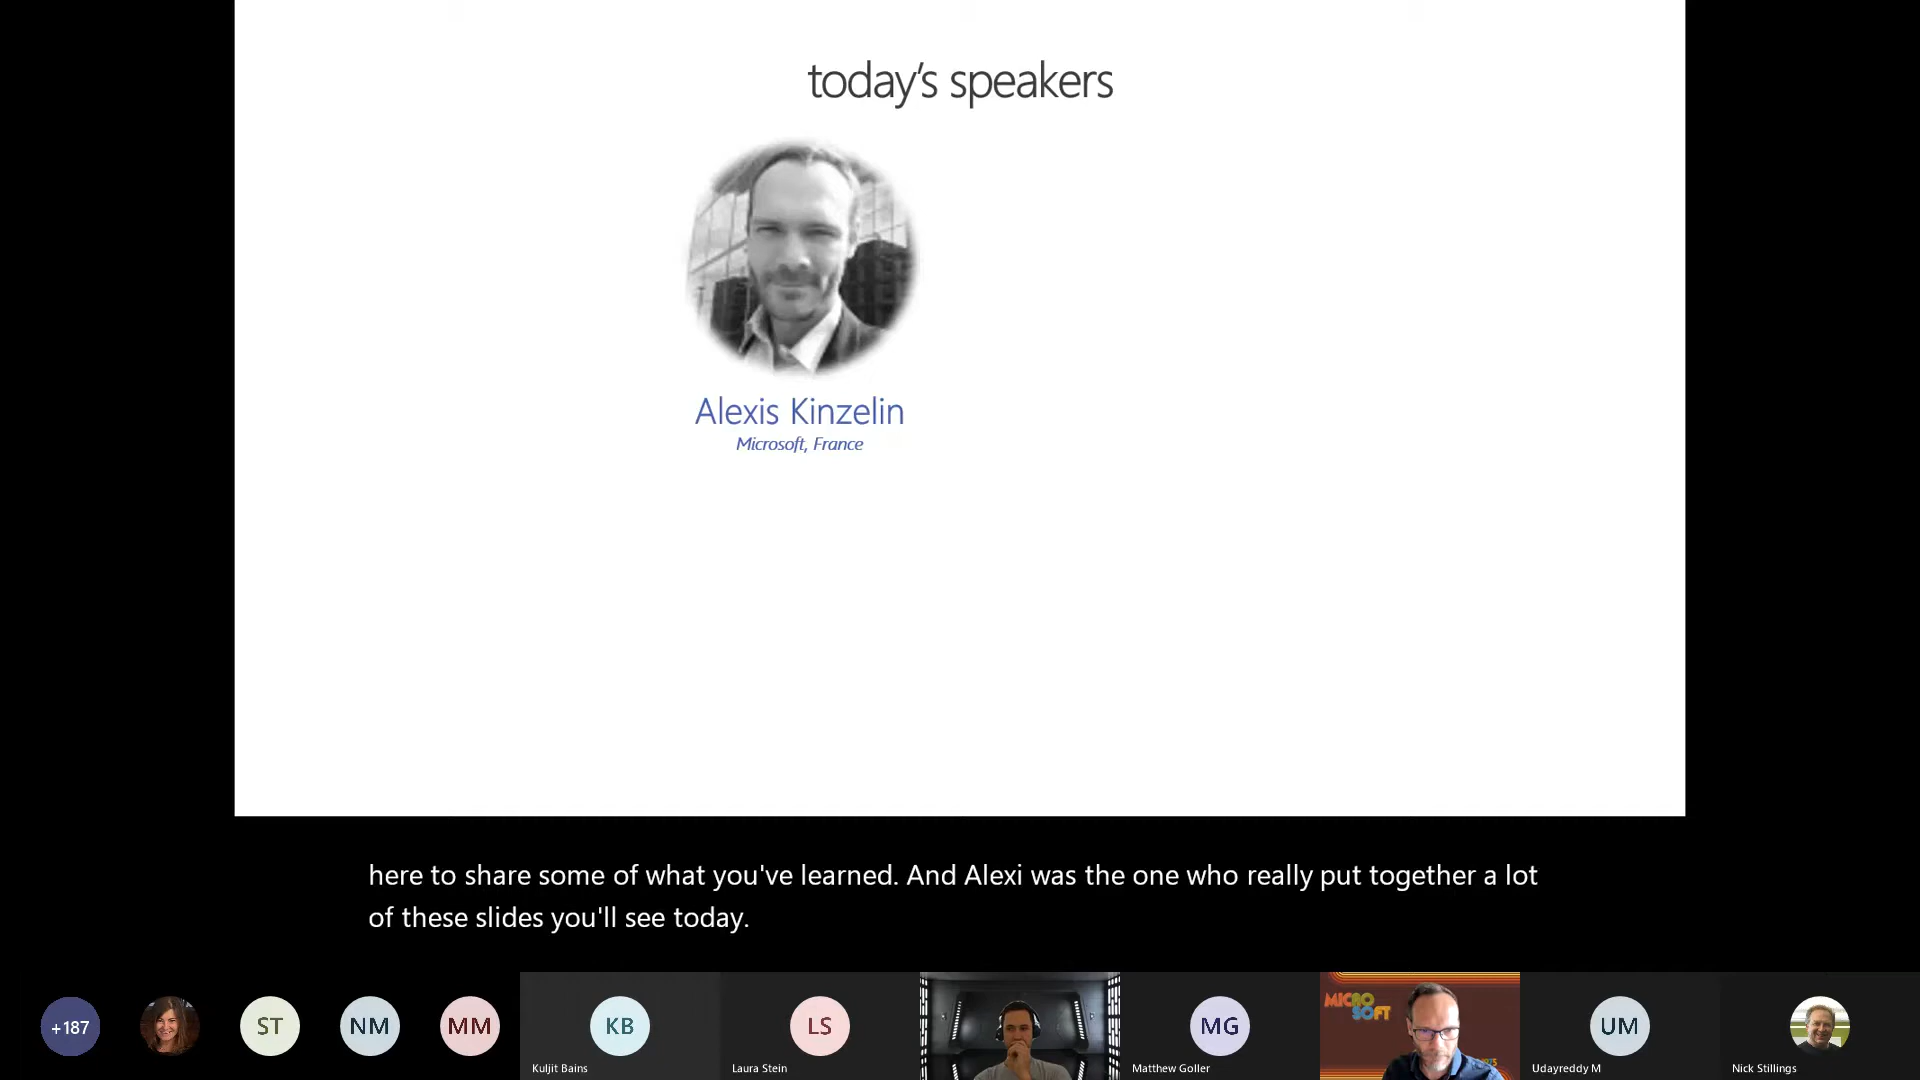 today's speakers
Alexis Kinzelin
Microsoft, France
here to share some of what you've learned. And Alexi was the one who really put together a lot
of these slides you'll see today.
+187
ST
NM
MM
KB
LS
MG
MICRO
SOFT
UM
Kuljit Bains
Laura Stein
Matthew Goller
Udayreddy M
Nick Stillings